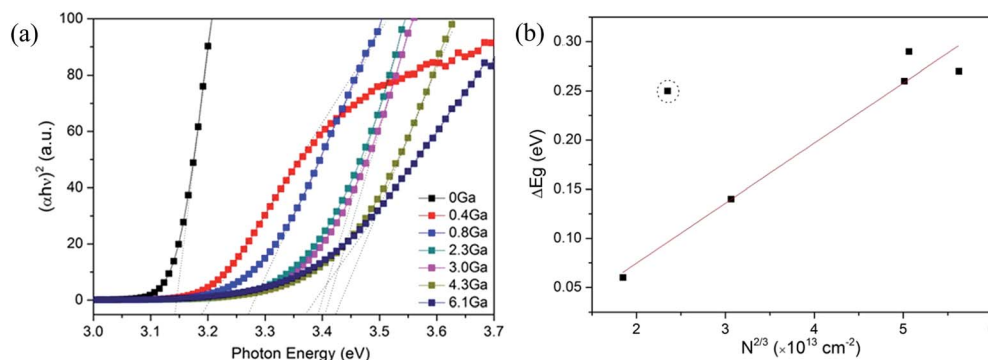 (a)
100
80
60
40
20
0
(αhν)² (a.u.)
3.0 3.1 3.2 3.3 3.4 3.5 3.6 3.7
Photon Energy (eV)
0Ga
0.4Ga
0.8Ga
2.3Ga
3.0Ga
4.3Ga
6.1Ga
(b)
0.30
0.25
0.20
0.15
0.10
0.05
ΔEg (eV)
2 3 4 5
N^2/3 (×10^13 cm^-2)